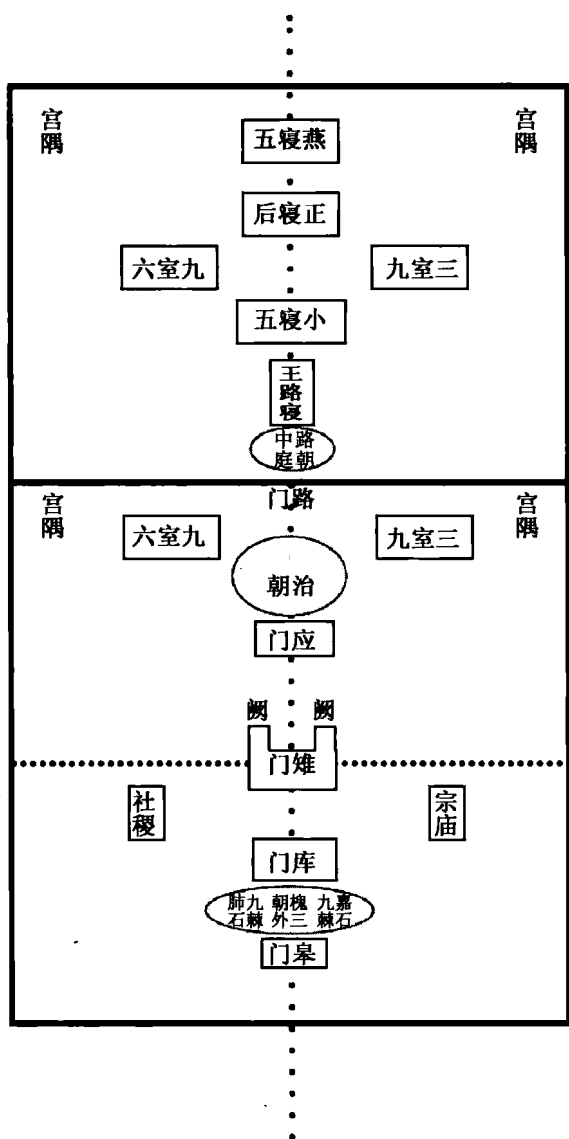 宫隅
宫隅
燕寝五
正寝后
三室九
九室六
小寝五
王路寝
路朝
中庭
路门
宫隅
宫隅
三室九
九室六
治朝
应门
阙
阙
雉门
宗庙
社稷
库门
嘉石
九棘
槐三
朝外
九棘
肺石
皋门